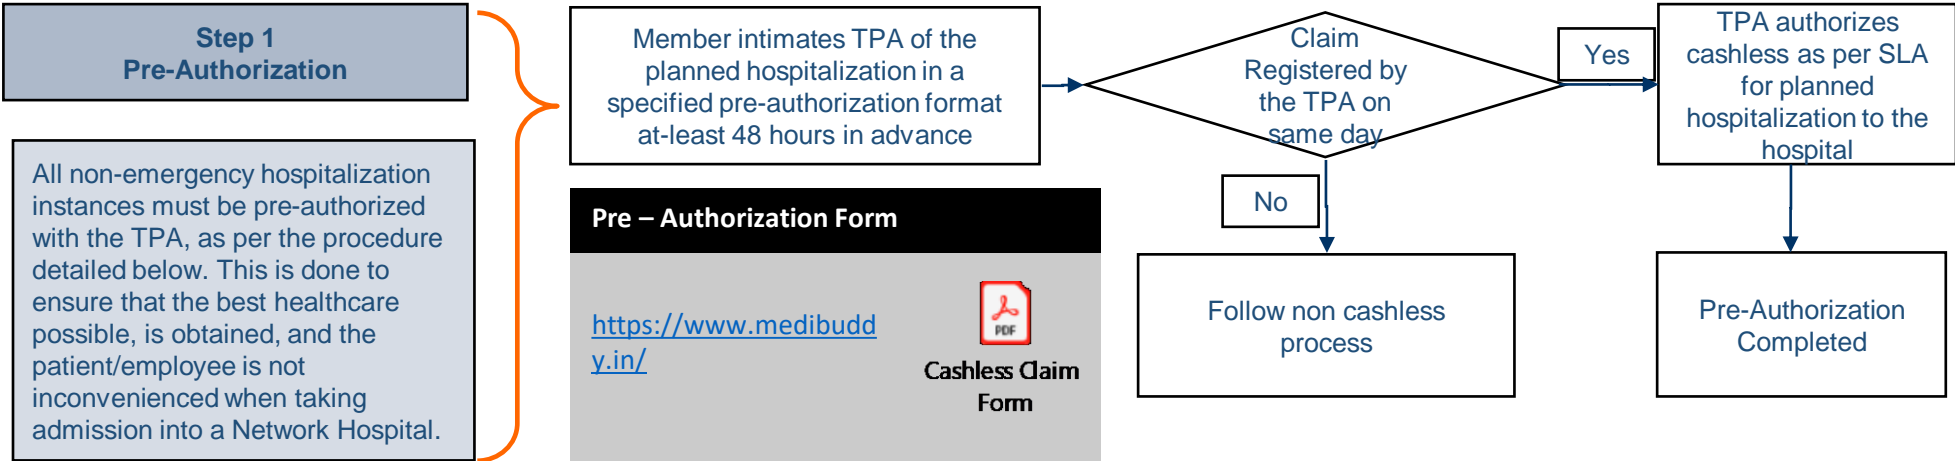 Step 1
Pre-Authorization
All non-emergency hospitalization
instances must be pre-authorized
with the TPA, as per the procedure
detailed below. This is done to
ensure that the best healthcare
possible, is obtained, and the
patient/employee is not
inconvenienced when taking
admission into a Network Hospital.
Member intimates TPA of the
planned hospitalization in a
specified pre-authorization format
at-least 48 hours in advance
Pre – Authorization Form
https://www.medibudd
y.in/
PDF
Cashless Claim
Form
Claim
Registered by
the TPA on
same day
Yes
No
Follow non cashless
process
TPA authorizes
cashless as per SLA
for planned
hospitalization to the
hospital
Pre-Authorization
Completed